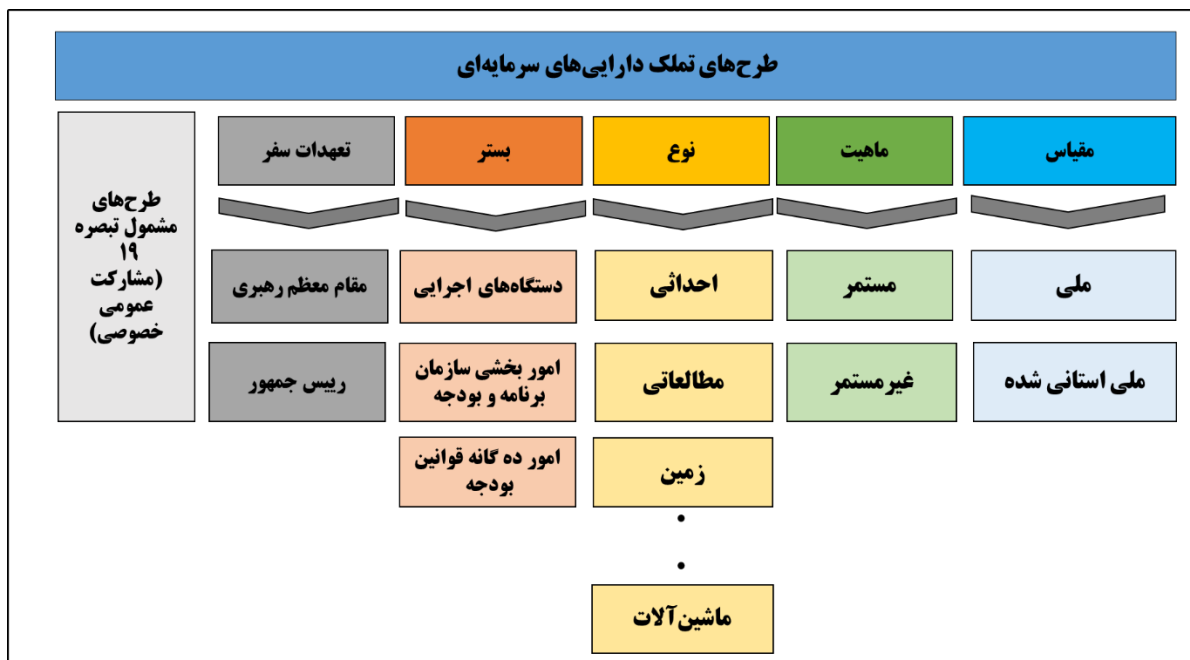 طرح‌های تملک دارایی‌های سرمایه‌ای
مقیاس
ماهیت
نوع
بستر
تعهدات سفر
طرح‌های
مشمول تبصره
۱۹
(مشارکت
عمومی
خصوصی)
ملی
مستمر
احداثی
دستگاه‌های اجرایی
مقام معظم رهبری
ملی استانی شده
غیرمستمر
مطالعاتی
امور بخشی سازمان
برنامه و بودجه
رییس جمهور
زمین
امور ده گانه قوانین
بودجه
ماشین‌آلات